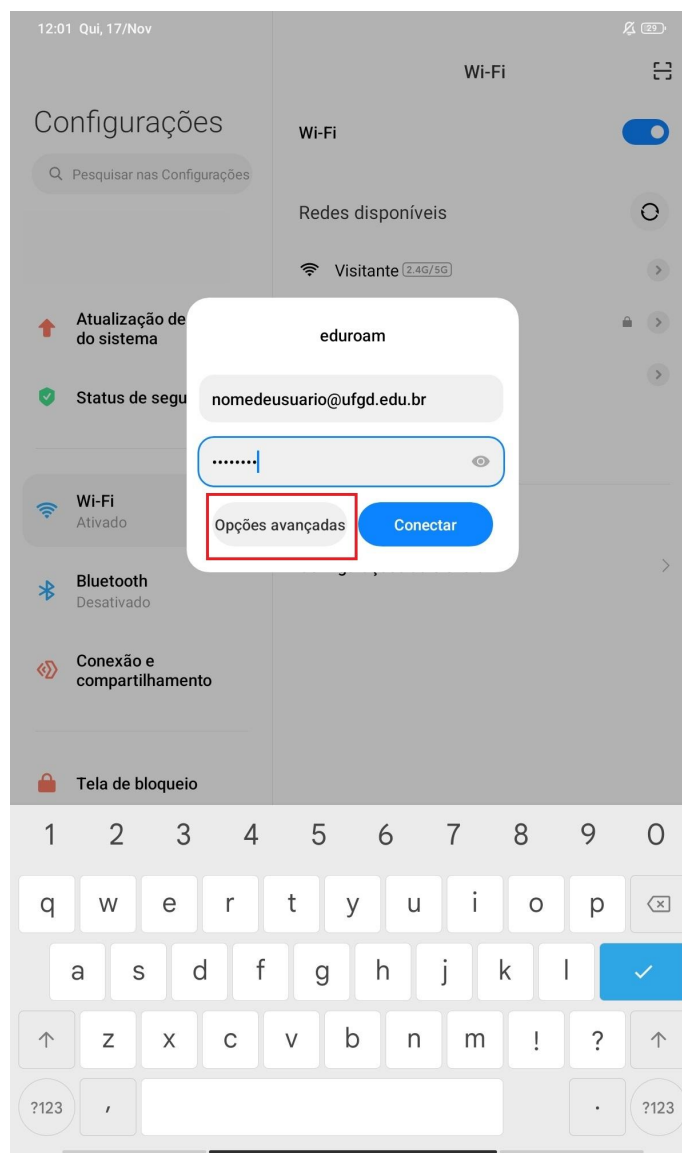 12:01 Qui, 17/Nov
29
Wi-Fi
Configurações
Pesquisar nas Configurações
Wi-Fi
Redes disponíveis
Visitante 2.4G/5G
Atualização de
do sistema
Status de segu
eduroam
nomedeusuario@ufgd.edu.br
••••••••
Opções avançadas
Conectar
Wi-Fi
Ativado
Bluetooth
Desativado
Conexão e
compartilhamento
Tela de bloqueio
1 2 3 4 5 6 7 8 9 0
q w e r t y u i o p
a s d f g h j k l
z x c v b n m ! ?
?123 , . ?123